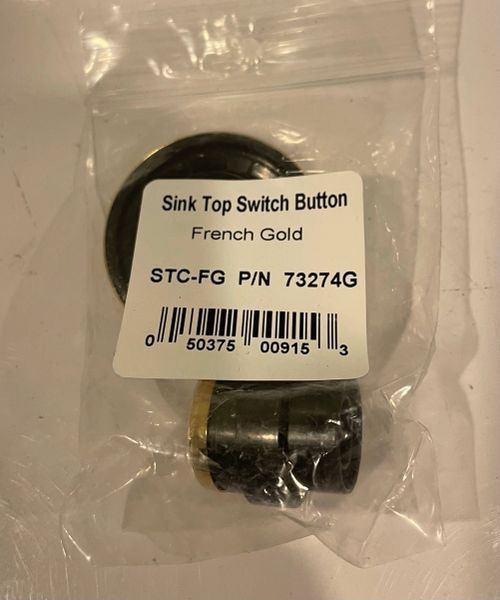 Sink Top Switch Button
French Gold
STC-FG P/N 73274G
0 50375 00915 3